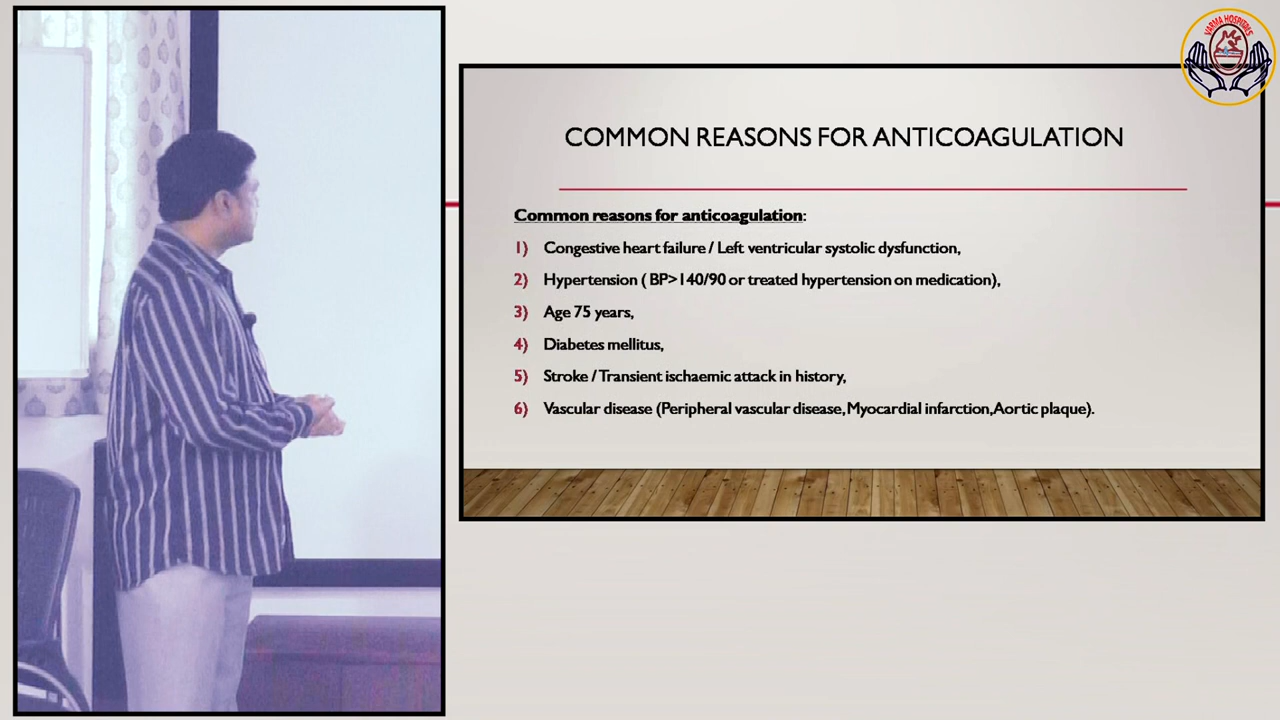 VARMA HOSPITALS
COMMON REASONS FOR ANTICOAGULATION
Common reasons for anticoagulation:
1) Congestive heart failure / Left ventricular systolic dysfunction,
2) Hypertension ( BP>140/90 or treated hypertension on medication),
3) Age 75 years,
4) Diabetes mellitus,
5) Stroke / Transient ischaemic attack in history,
6) Vascular disease (Peripheral vascular disease, Myocardial infarction, Aortic plaque).